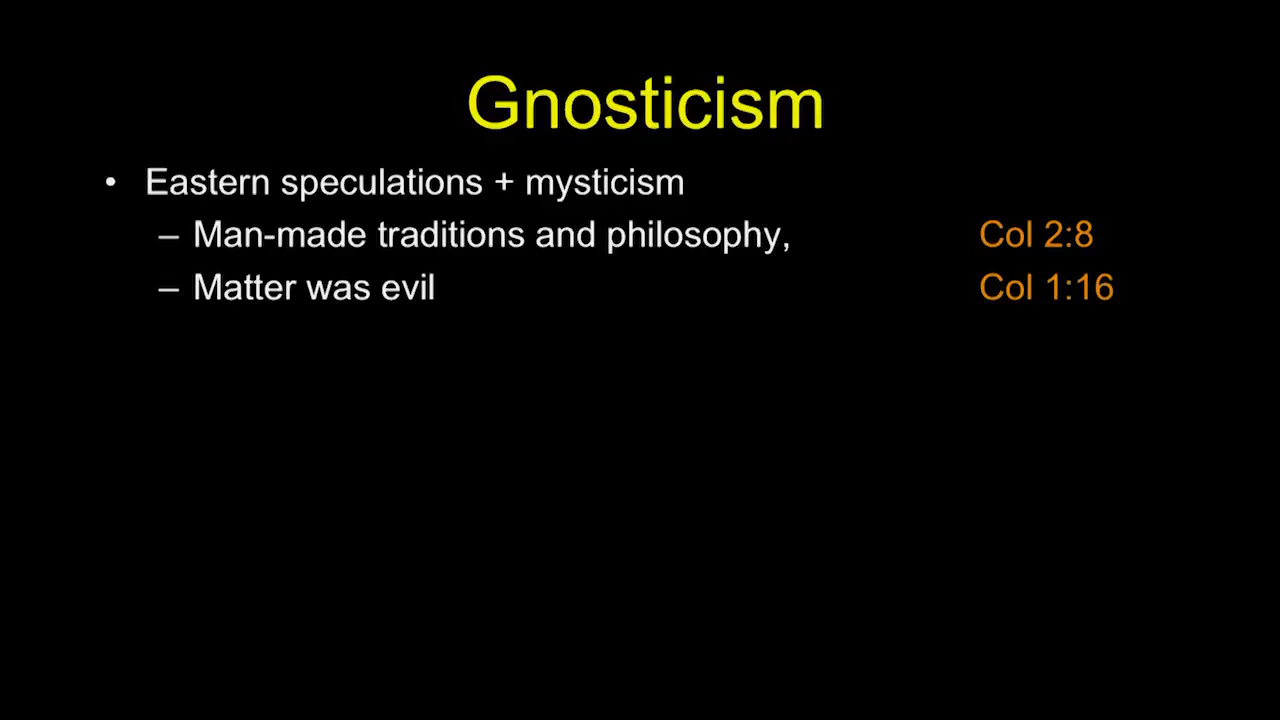 Gnosticism
• Eastern speculations + mysticism
– Man-made traditions and philosophy, Col 2:8
– Matter was evil Col 1:16